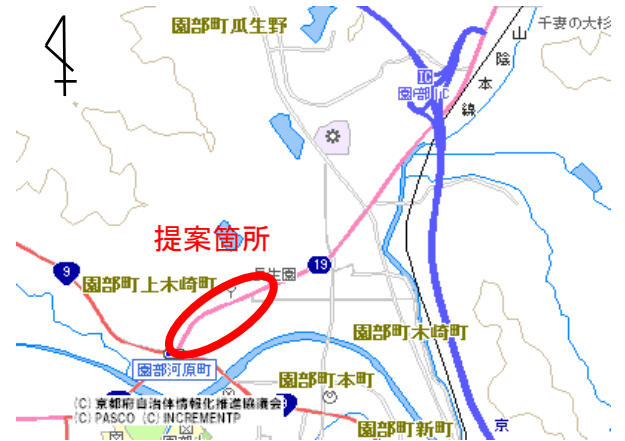 園部町瓜生野
千妻の大杉
IC
園部IC
山陰本線
提案箇所
9
園部町上木崎町
長生園
19
園部町木崎町
園部河原町
園部町本町
(C) 京都府自治体情報化推進協議会
(C) PASCO (C) INCREMENTP
園部町新町
京